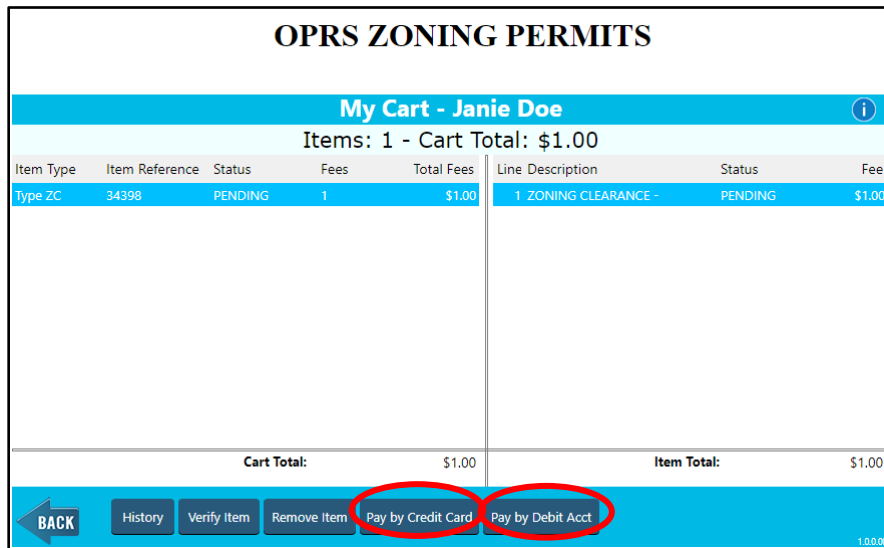 OPRS ZONING PERMITS
My Cart - Janie Doe
i
Items: 1 - Cart Total: $1.00
Item Type Item Reference Status Fees Total Fees Line Description Status Fee
Type ZC 34398 PENDING 1 $1.00 1 ZONING CLEARANCE - PENDING $1.00
Cart Total: $1.00 Item Total: $1.00
BACK History Verify Item Remove Item Pay by Credit Card Pay by Debit Acct